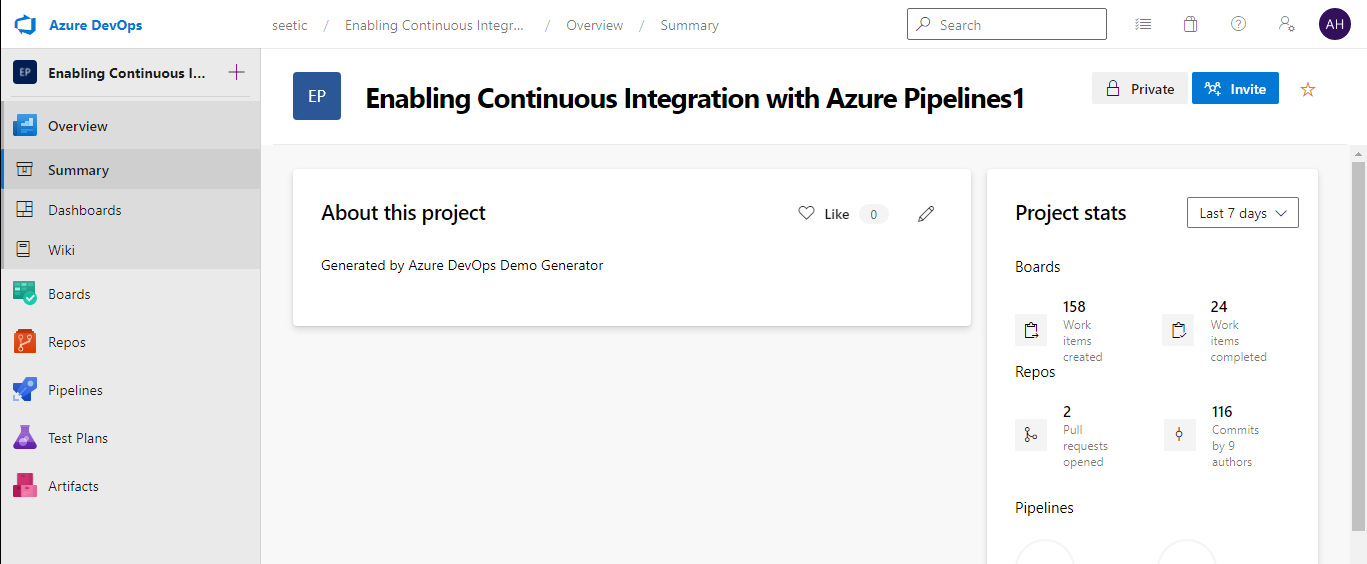 Azure DevOps
seetic / Enabling Continuous Integr... / Overview / Summary
Search
AH
EP
Enabling Continuous I...
Overview
Summary
Dashboards
Wiki
Boards
Repos
Pipelines
Test Plans
Artifacts
EP
Enabling Continuous Integration with Azure Pipelines1
Private
Invite
About this project
Like
0
Generated by Azure DevOps Demo Generator
Project stats
Last 7 days
Boards
158
Work
items
created
24
Work
items
completed
Repos
2
Pull
requests
opened
116
Commits
by 9
authors
Pipelines